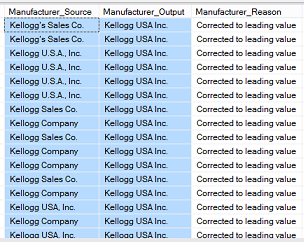 Manufacturer_Source Manufacturer_Output Manufacturer_Reason
Kellogg's Sales Co. Kellogg USA Inc. Corrected to leading value
Kellogg's Sales Co. Kellogg USA Inc. Corrected to leading value
Kellogg U.S.A., Inc. Kellogg USA Inc. Corrected to leading value
Kellogg U.S.A., Inc. Kellogg USA Inc. Corrected to leading value
Kellogg U.S.A., Inc. Kellogg USA Inc. Corrected to leading value
Kellogg U.S.A., Inc. Kellogg USA Inc. Corrected to leading value
Kellogg Sales Co. Kellogg USA Inc. Corrected to leading value
Kellogg Company Kellogg USA Inc. Corrected to leading value
Kellogg Sales Co. Kellogg USA Inc. Corrected to leading value
Kellogg Company Kellogg USA Inc. Corrected to leading value
Kellogg Company Kellogg USA Inc. Corrected to leading value
Kellogg Sales Co. Kellogg USA Inc. Corrected to leading value
Kellogg Company Kellogg USA Inc. Corrected to leading value
Kellogg USA, Inc. Kellogg USA Inc. Corrected to leading value
Kellogg Company Kellogg USA Inc. Corrected to leading value
Kellogg USA, Inc. Kellogg USA Inc. Corrected to leading value